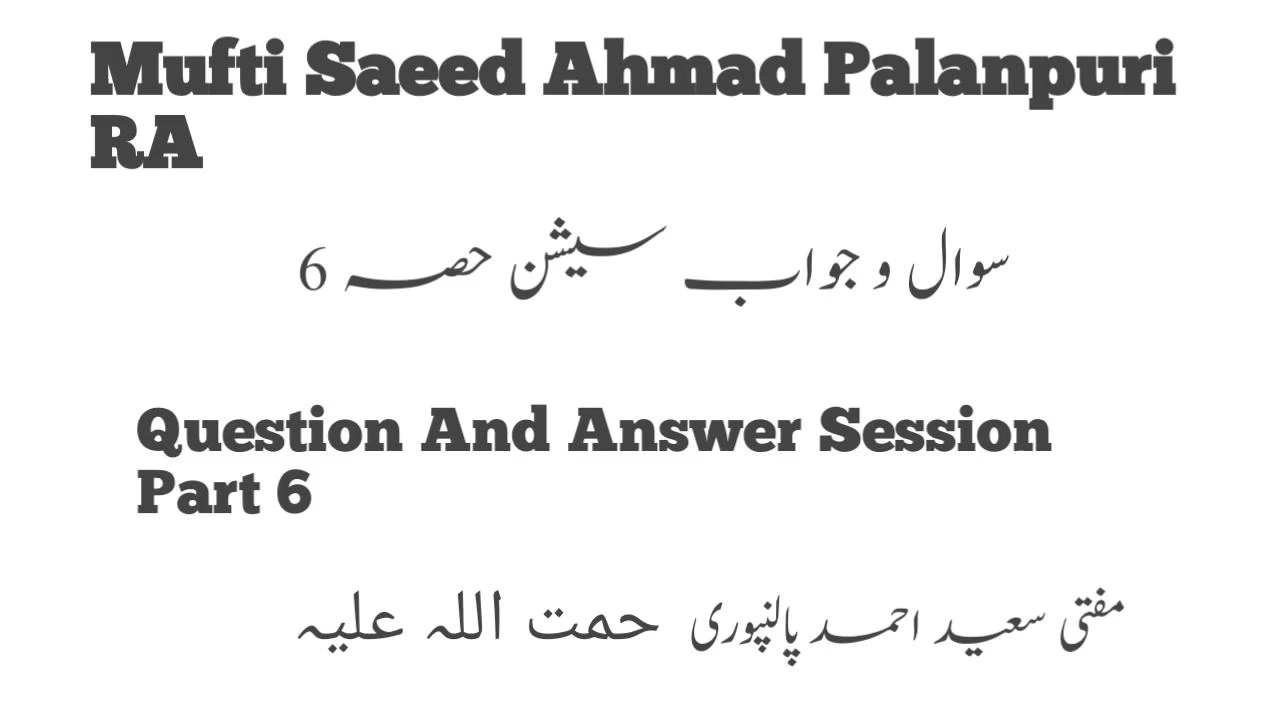 Mufti Saeed Ahmad Palanpuri
RA
سوال و جواب سیشن حصہ 6
Question And Answer Session
Part 6
مفتی سعید احمد پالنپوری حمت اللہ علیہ